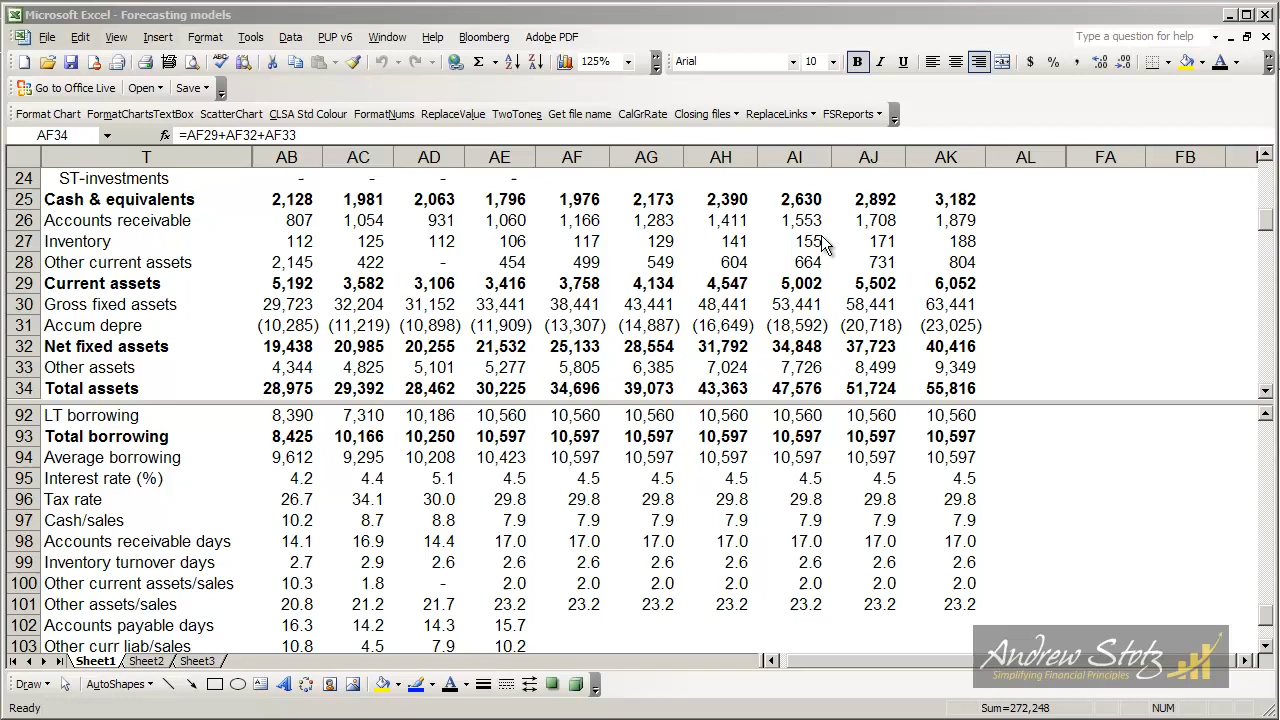 Microsoft Excel - Forecasting models
File Edit View Insert Format Tools Data PUP v6 Window Help Bloomberg Adobe PDF Type a question for help
125% Arial 10 B I U $ % ,
Go to Office Live Open Save
Format Chart FormatChartsTextBox ScatterChart CLSA Std Colour FormatNums ReplaceValue TwoTones Get file name CalGrRate Closing files ReplaceLinks FSReports
AF34 fx =AF29+AF32+AF33
T AB AC AD AE AF AG AH AI AJ AK AL FA FB
24 ST-investments - - - -
25 Cash & equivalents 2,128 1,981 2,063 1,796 1,976 2,173 2,390 2,630 2,892 3,182
26 Accounts receivable 807 1,054 931 1,060 1,166 1,283 1,411 1,553 1,708 1,879
27 Inventory 112 125 112 106 117 129 141 155 171 188
28 Other current assets 2,145 422 - 454 499 549 604 664 731 804
29 Current assets 5,192 3,582 3,106 3,416 3,758 4,134 4,547 5,002 5,502 6,052
30 Gross fixed assets 29,723 32,204 31,152 33,441 38,441 43,441 48,441 53,441 58,441 63,441
31 Accum depre (10,285) (11,219) (10,898) (11,909) (13,307) (14,887) (16,649) (18,592) (20,718) (23,025)
32 Net fixed assets 19,438 20,985 20,255 21,532 25,133 28,554 31,792 34,848 37,723 40,416
33 Other assets 4,344 4,825 5,101 5,277 5,805 6,385 7,024 7,726 8,499 9,349
34 Total assets 28,975 29,392 28,462 30,225 34,696 39,073 43,363 47,576 51,724 55,816
92 LT borrowing 8,390 7,310 10,186 10,560 10,560 10,560 10,560 10,560 10,560 10,560
93 Total borrowing 8,425 10,166 10,250 10,597 10,597 10,597 10,597 10,597 10,597 10,597
94 Average borrowing 9,612 9,295 10,208 10,423 10,597 10,597 10,597 10,597 10,597 10,597
95 Interest rate (%) 4.2 4.4 5.1 4.5 4.5 4.5 4.5 4.5 4.5 4.5
96 Tax rate 26.7 34.1 30.0 29.8 29.8 29.8 29.8 29.8 29.8 29.8
97 Cash/sales 10.2 8.7 8.8 7.9 7.9 7.9 7.9 7.9 7.9 7.9
98 Accounts receivable days 14.1 16.9 14.4 17.0 17.0 17.0 17.0 17.0 17.0 17.0
99 Inventory turnover days 2.7 2.9 2.6 2.6 2.6 2.6 2.6 2.6 2.6 2.6
100 Other current assets/sales 10.3 1.8 - 2.0 2.0 2.0 2.0 2.0 2.0 2.0
101 Other assets/sales 20.8 21.2 21.7 23.2 23.2 23.2 23.2 23.2 23.2 23.2
102 Accounts payable days 16.3 14.2 14.3 15.7
103 Other curr liab/sales 10.8 4.5 7.9 10.2
Andrew Stotz
Simplifying Financial Principles
Sheet1 Sheet2 Sheet3
Draw AutoShapes
Ready Sum=272,248 NUM